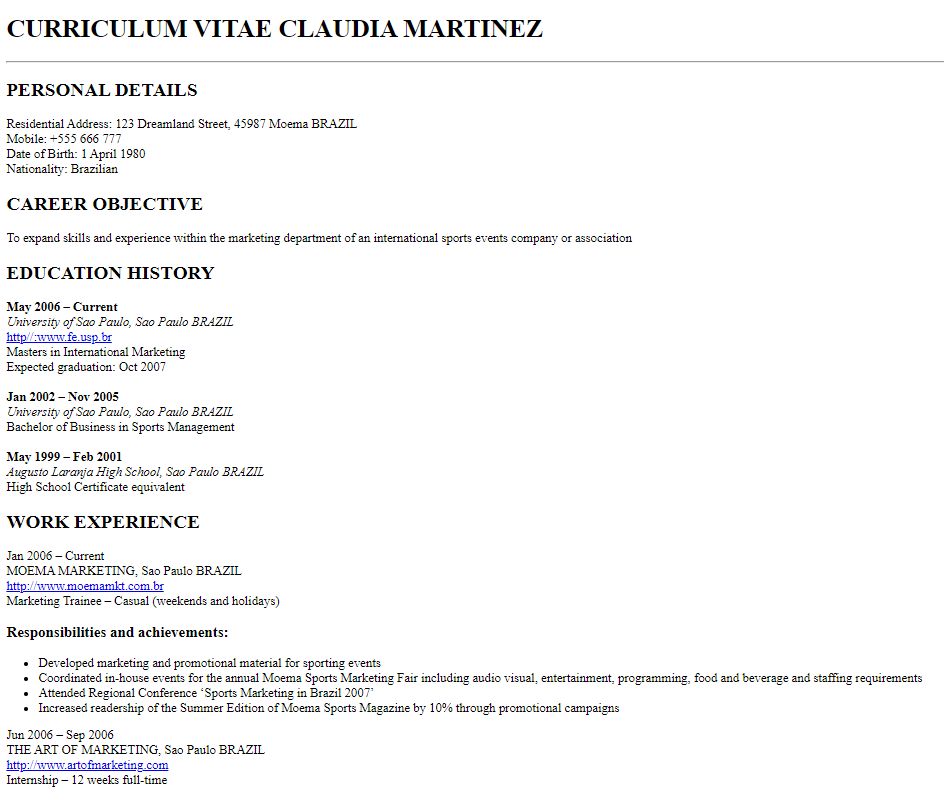 CURRICULUM VITAE CLAUDIA MARTINEZ
PERSONAL DETAILS
Residential Address: 123 Dreamland Street, 45987 Moema BRAZIL
Mobile: +555 666 777
Date of Birth: 1 April 1980
Nationality: Brazilian
CAREER OBJECTIVE
To expand skills and experience within the marketing department of an international sports events company or association
EDUCATION HISTORY
May 2006 – Current
University of Sao Paulo, Sao Paulo BRAZIL
http//:www.fe.usp.br
Masters in International Marketing
Expected graduation: Oct 2007
Jan 2002 – Nov 2005
University of Sao Paulo, Sao Paulo BRAZIL
Bachelor of Business in Sports Management
May 1999 – Feb 2001
Augusto Laranja High School, Sao Paulo BRAZIL
High School Certificate equivalent
WORK EXPERIENCE
Jan 2006 – Current
MOEMA MARKETING, Sao Paulo BRAZIL
http://www.moemamkt.com.br
Marketing Trainee – Casual (weekends and holidays)
Responsibilities and achievements:
• Developed marketing and promotional material for sporting events
• Coordinated in-house events for the annual Moema Sports Marketing Fair including audio visual, entertainment, programming, food and beverage and staffing requirements
• Attended Regional Conference ‘Sports Marketing in Brazil 2007’
• Increased readership of the Summer Edition of Moema Sports Magazine by 10% through promotional campaigns
Jun 2006 – Sep 2006
THE ART OF MARKETING, Sao Paulo BRAZIL
http://www.artofmarketing.com
Internship – 12 weeks full-time